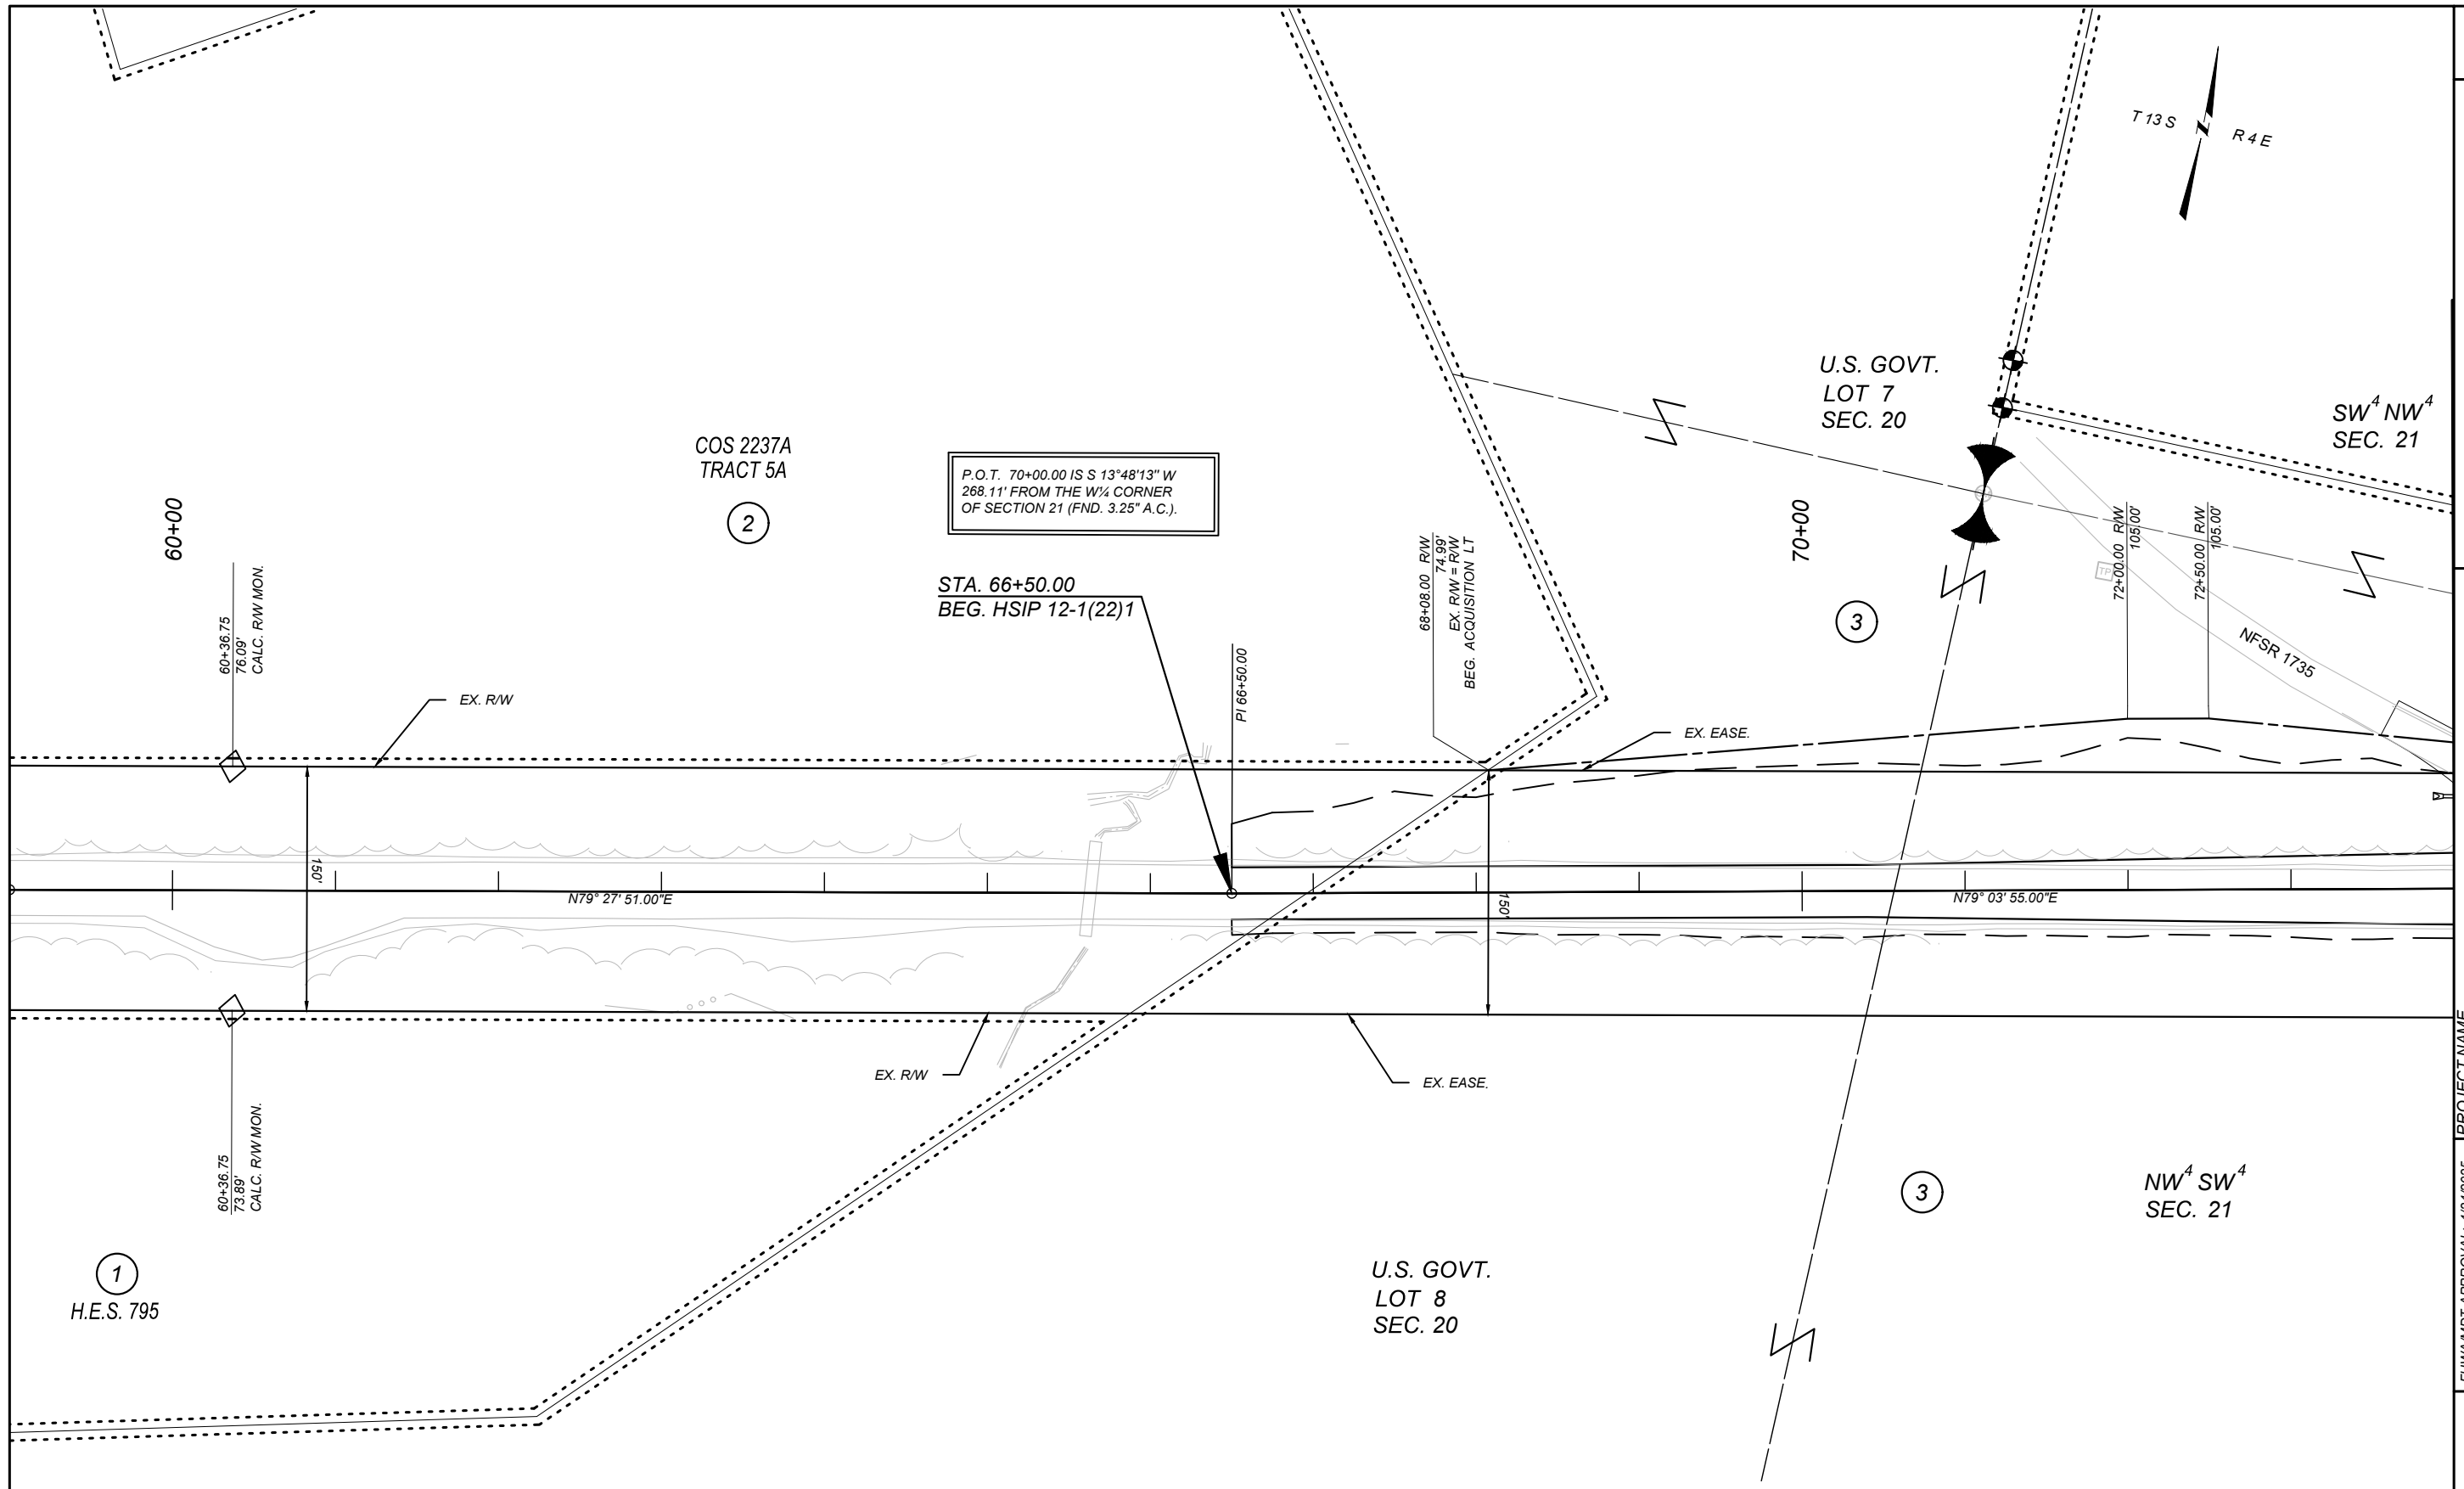 T 13 S
R 4 E
U.S. GOVT.
LOT 7
SEC. 20
SW⁴ NW⁴
SEC. 21
COS 2237A
TRACT 5A
2
P.O.T. 70+00.00 IS S 13°48'13" W
268.11' FROM THE W¼ CORNER
OF SECTION 21 (FND. 3.25" A.C.).
60+00
70+00
STA. 66+50.00
BEG. HSIP 12-1(22)1
60+36.75
76.09'
CALC. R/W MON.
PI 66+50.00
68+08.00 R/W
74.99'
EX. R/W = R/W
BEG. ACQUISITION LT
3
TP
72+00.00 R/W
105.00'
72+50.00 R/W
105.00'
NFSR 1735
EX. R/W
EX. EASE.
150'
N79° 27' 51.00"E
150'
N79° 03' 55.00"E
EX. R/W
EX. EASE.
60+36.75
73.89'
CALC. R/W MON.
1
H.E.S. 795
3
NW⁴ SW⁴
SEC. 21
U.S. GOVT.
LOT 8
SEC. 20
PROJECT NAME